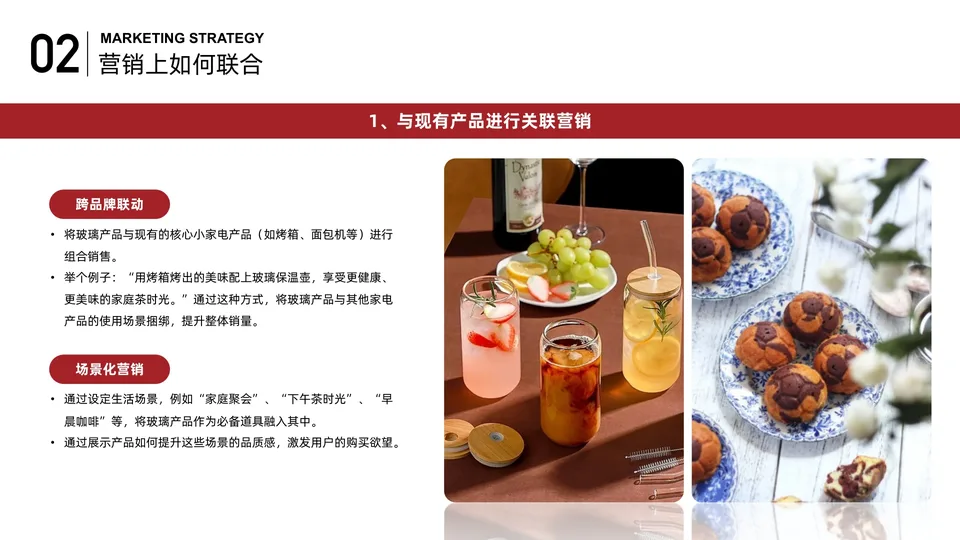 02
MARKETING STRATEGY
营销上如何联合
1、与现有产品进行关联营销
跨品牌联动
• 将玻璃产品与现有的核心小家电产品（如烤箱、面包机等）进行
组合销售。
• 举个例子：“用烤箱烤出的美味配上玻璃保温壶，享受更健康、
更美味的家庭茶时光。”通过这种方式，将玻璃产品与其他家电
产品的使用场景捆绑，提升整体销量。
场景化营销
• 通过设定生活场景，例如“家庭聚会”、“下午茶时光”、“早
晨咖啡”等，将玻璃产品作为必备道具融入其中。
• 通过展示产品如何提升这些场景的品质感，激发用户的购买欲望。